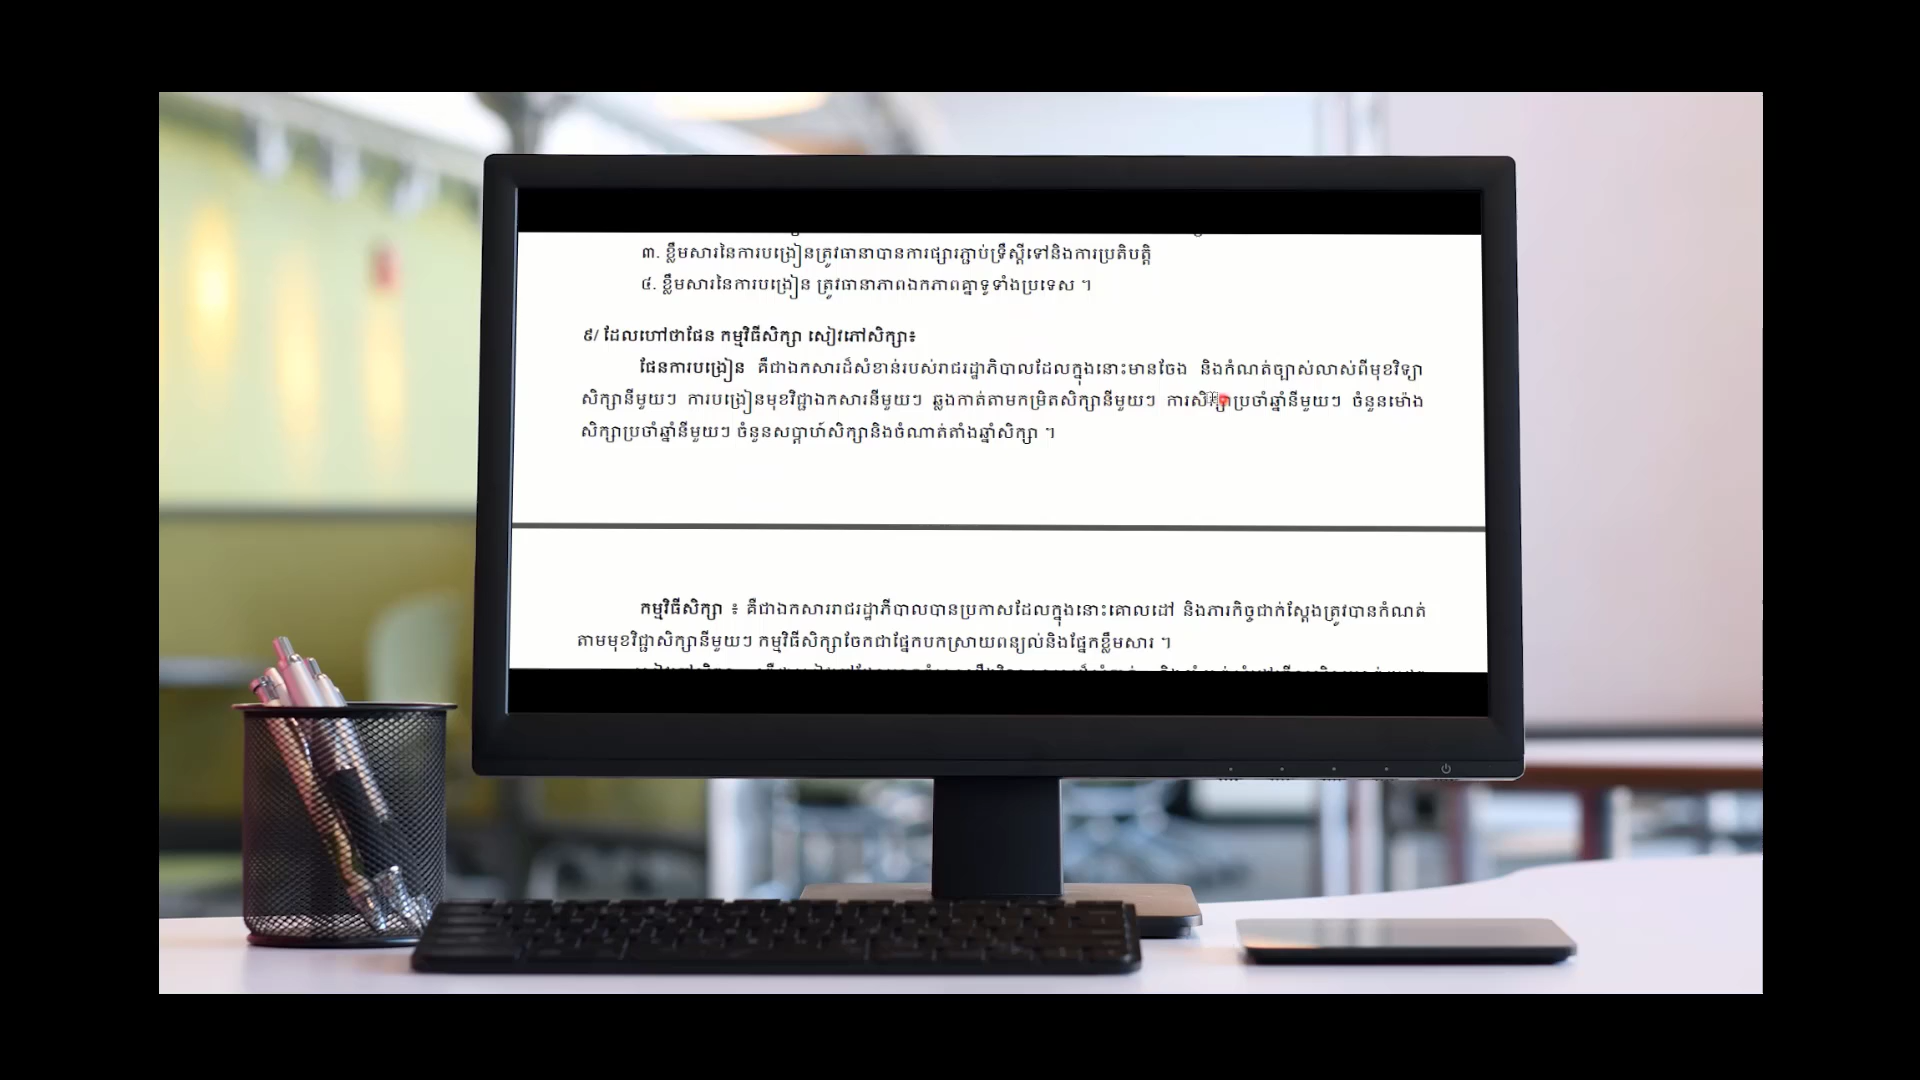 ៣. ខ្លឹមសារនៃការបង្រៀនត្រូវធានាបានការផ្សារភ្ជាប់ទ្រឹស្ដីទៅនិងការប្រតិបត្តិ
៤. ខ្លឹមសារនៃការបង្រៀន ត្រូវធានាភាពឯកភាពគ្នាទូទាំងប្រទេស ។
៩/ ដែលហៅថាផែន កម្មវិធីសិក្សា សៀវភៅសិក្សា៖
ផែនការបង្រៀន គឺជាឯកសារដ៏សំខាន់របស់រាជរដ្ឋាភិបាលដែលក្នុងនោះមានចែង និងកំណត់ច្បាស់លាស់ពីមុខវិទ្យា
សិក្សានីមួយៗ ការបង្រៀនមុខវិជ្ជាឯកសារនីមួយៗ ឆ្លងកាត់តាមកម្រិតសិក្សានីមួយៗ ការសិក្សាប្រចាំឆ្នាំនីមួយៗ ចំនួនម៉ោង
សិក្សាប្រចាំឆ្នាំនីមួយៗ ចំនួនសប្ដាហ៍សិក្សានិងចំណាត់តាំងឆ្នាំសិក្សា ។
កម្មវិធីសិក្សា ៖ គឺជាឯកសាររាជរដ្ឋាភិបាលបានប្រកាសដែលក្នុងនោះគោលដៅ និងភារកិច្ចជាក់ស្ដែងត្រូវបានកំណត់
តាមមុខវិជ្ជាសិក្សានីមួយៗ កម្មវិធីសិក្សាចែកជាផ្នែកបកស្រាយពន្យល់និងផ្នែកខ្លឹមសារ ។